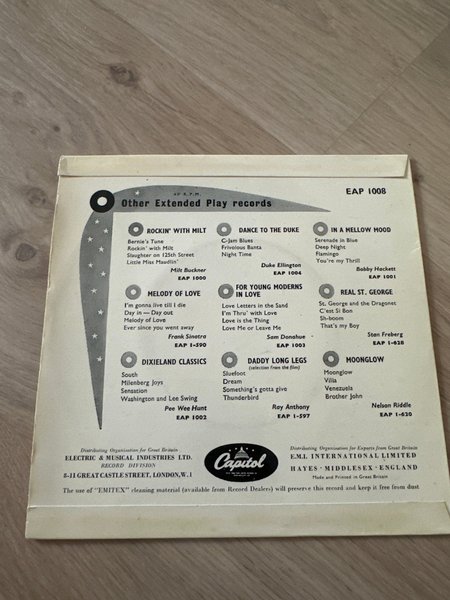 45 R.P.M.
Other Extended Play records
EAP 1008
ROCKIN' WITH MILT
Bernie's Tune
Rockin' with Milt
Slaughter on 125th Street
Little Miss Maudlin'
Milt Buckner
EAP 1000
DANCE TO THE DUKE
C-Jam Blues
Frivolous Banta
Night Time
Duke Ellington
EAP 1004
IN A MELLOW MOOD
Serenade in Blue
Deep Night
Flamingo
You're my Thrill
Bobby Hackett
EAP 1001
MELODY OF LOVE
I'm gonna live till I die
Day in — Day out
Melody of Love
Ever since you went away
Frank Sinatra
EAP 1-590
FOR YOUNG MODERNS
IN LOVE
Love Letters in the Sand
I'm Thru' with Love
Love is the Thing
Love Me or Leave Me
Sam Donahue
EAP 1003
REAL ST. GEORGE
St. George and the Dragonet
C'est Si Bon
Sh-boom
That's my Boy
Stan Freberg
EAP 1-628
DIXIELAND CLASSICS
South
Milenberg Joys
Sensation
Washington and Lee Swing
Pee Wee Hunt
EAP 1002
DADDY LONG LEGS
(selection from the film)
Sluefoot
Dream
Something's gotta give
Thunderbird
Ray Anthony
EAP 1-597
MOONGLOW
Moonglow
Villa
Venezuela
Brother John
Nelson Riddle
EAP 1-620
Distributing Organisation for Great Britain
ELECTRIC & MUSICAL INDUSTRIES LTD.
RECORD DIVISION
8-11 GREAT CASTLE STREET, LONDON, W.1
Capitol
Distributing Organisation for Exports from Great Britain
E.M.I. INTERNATIONAL LIMITED
HAYES · MIDDLESEX · ENGLAND
Made and Printed in Great Britain
The use of "EMITEX" cleaning material (available from Record Dealers) will preserve this record and keep it free from dust